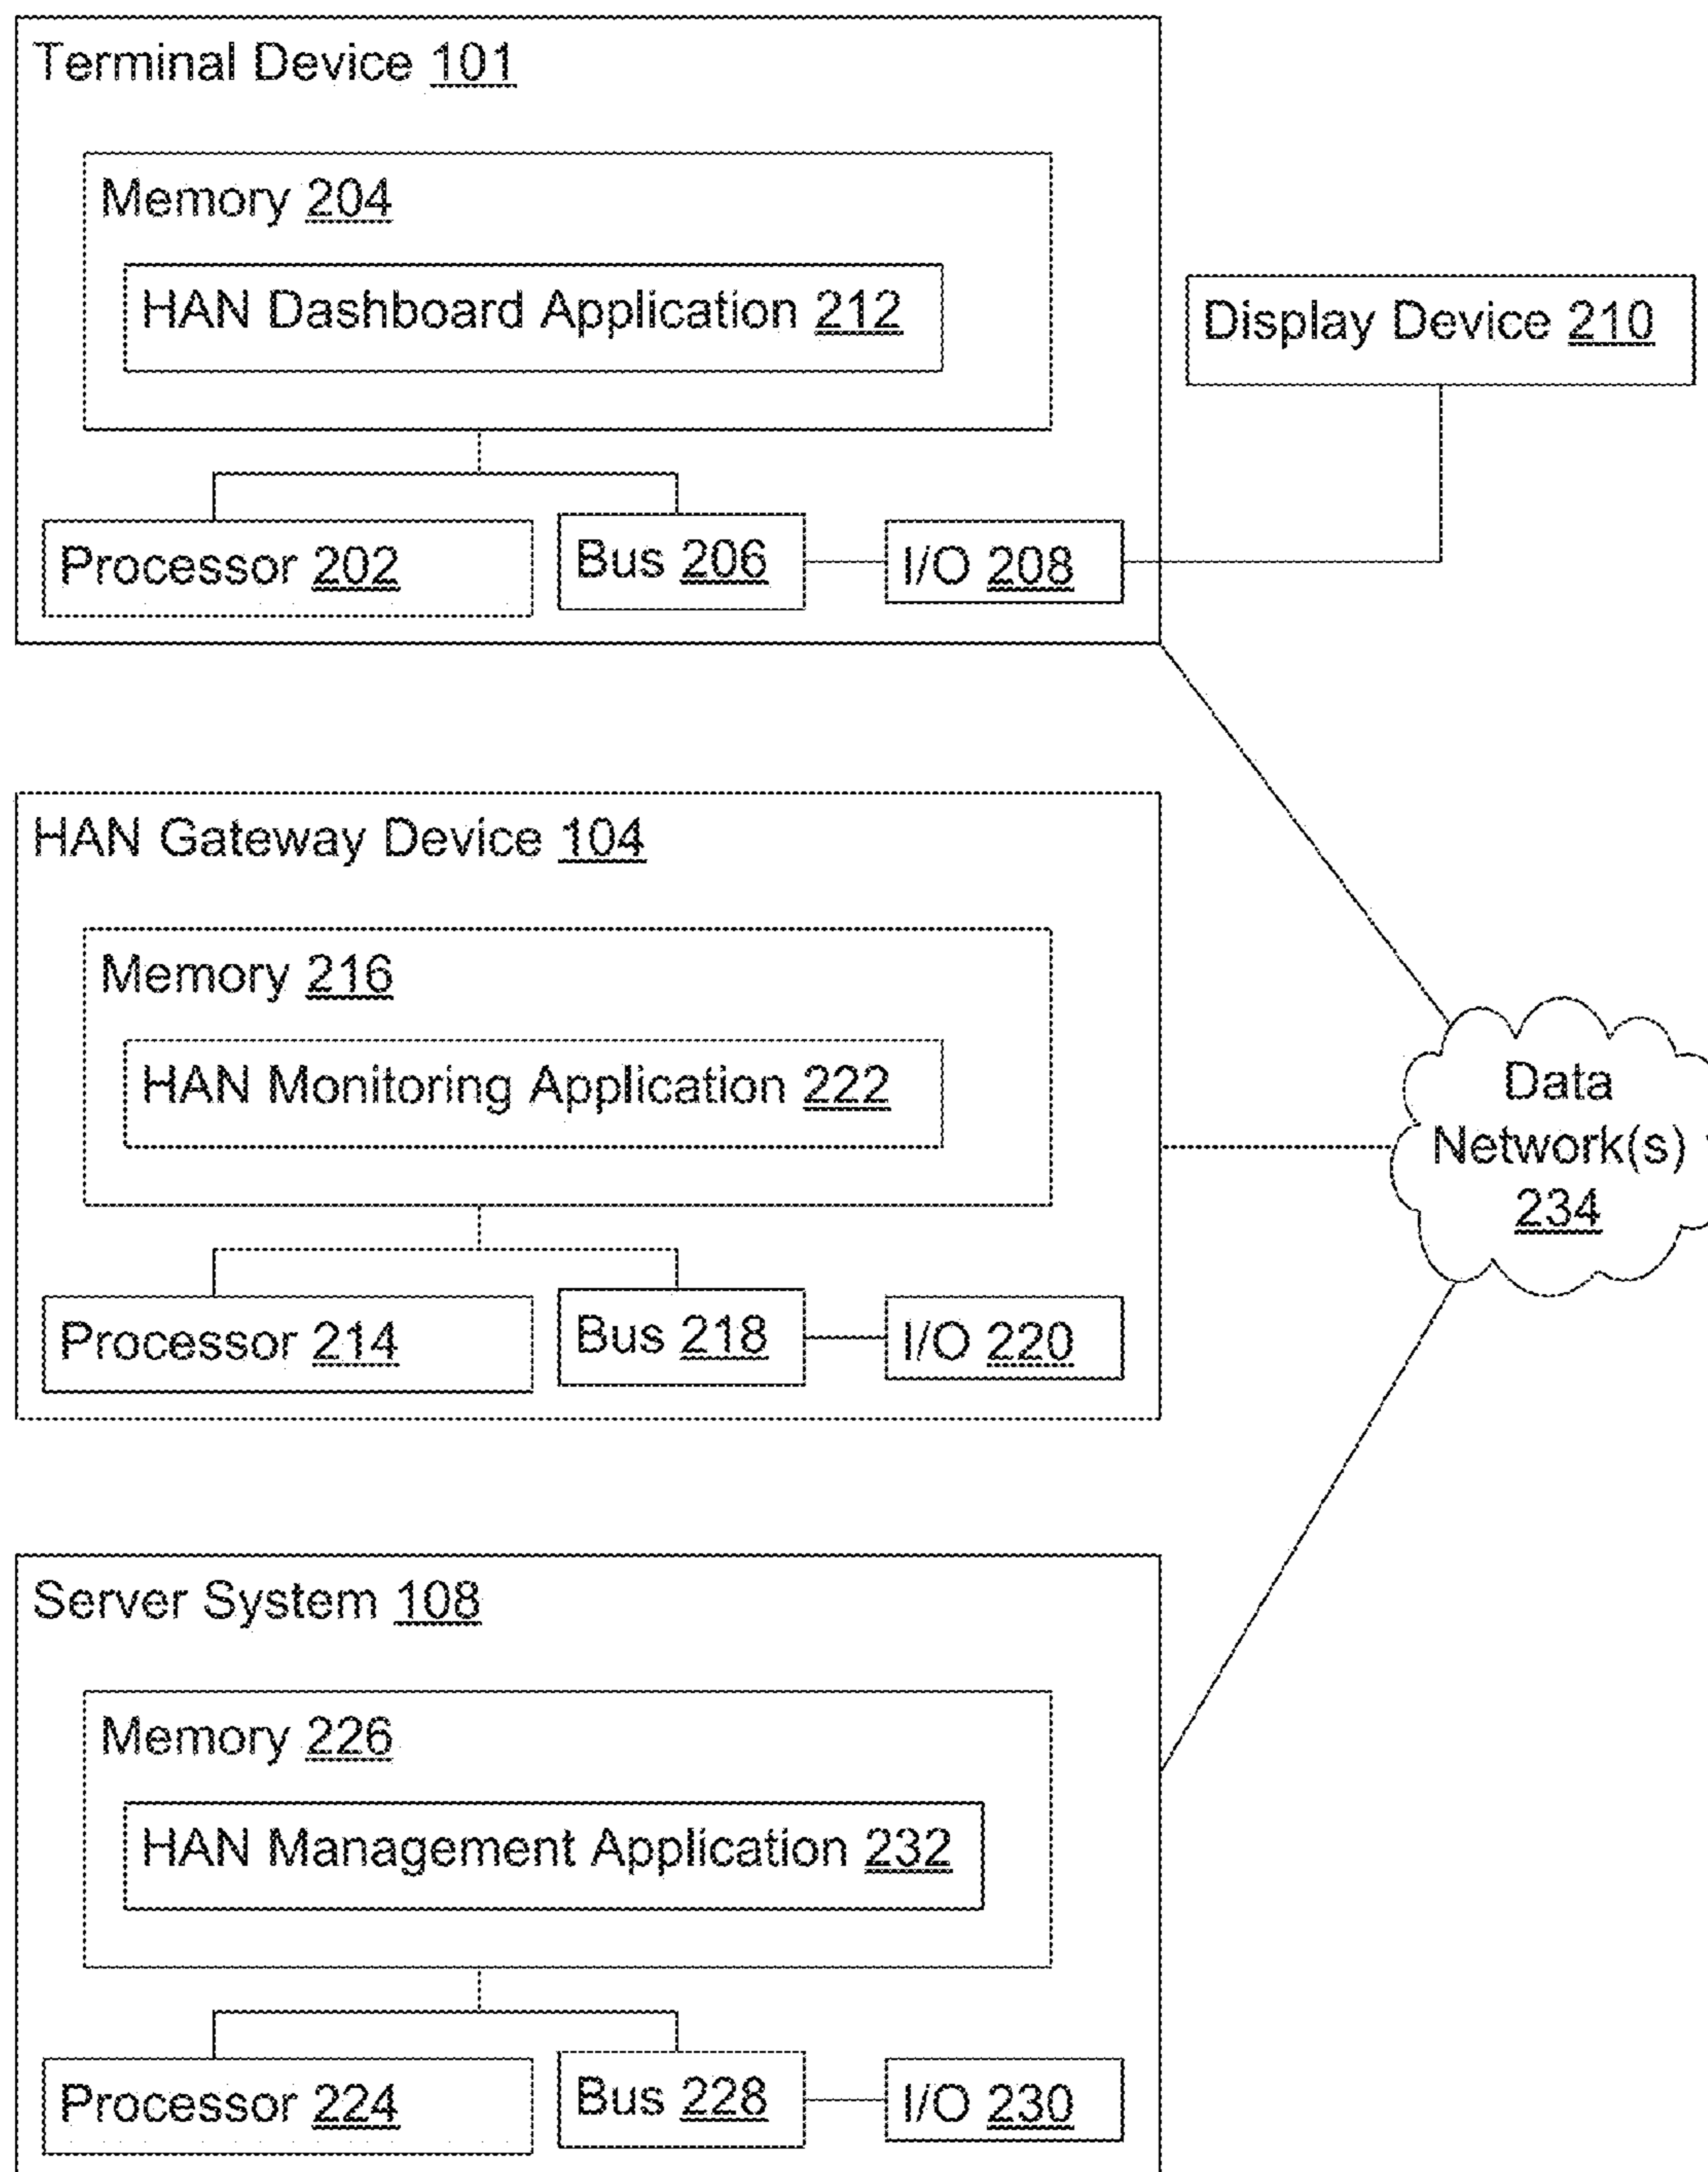 Terminal Device 101
Memory 204
HAN Dashboard Application 212
Display Device 210
Processor 202
Bus 206
I/O 208
HAN Gateway Device 104
Memory 216
HAN Monitoring Application 222
Data
Network(s)
234
Processor 214
Bus 218
I/O 220
Server System 108
Memory 226
HAN Management Application 232
Processor 224
Bus 228
I/O 230